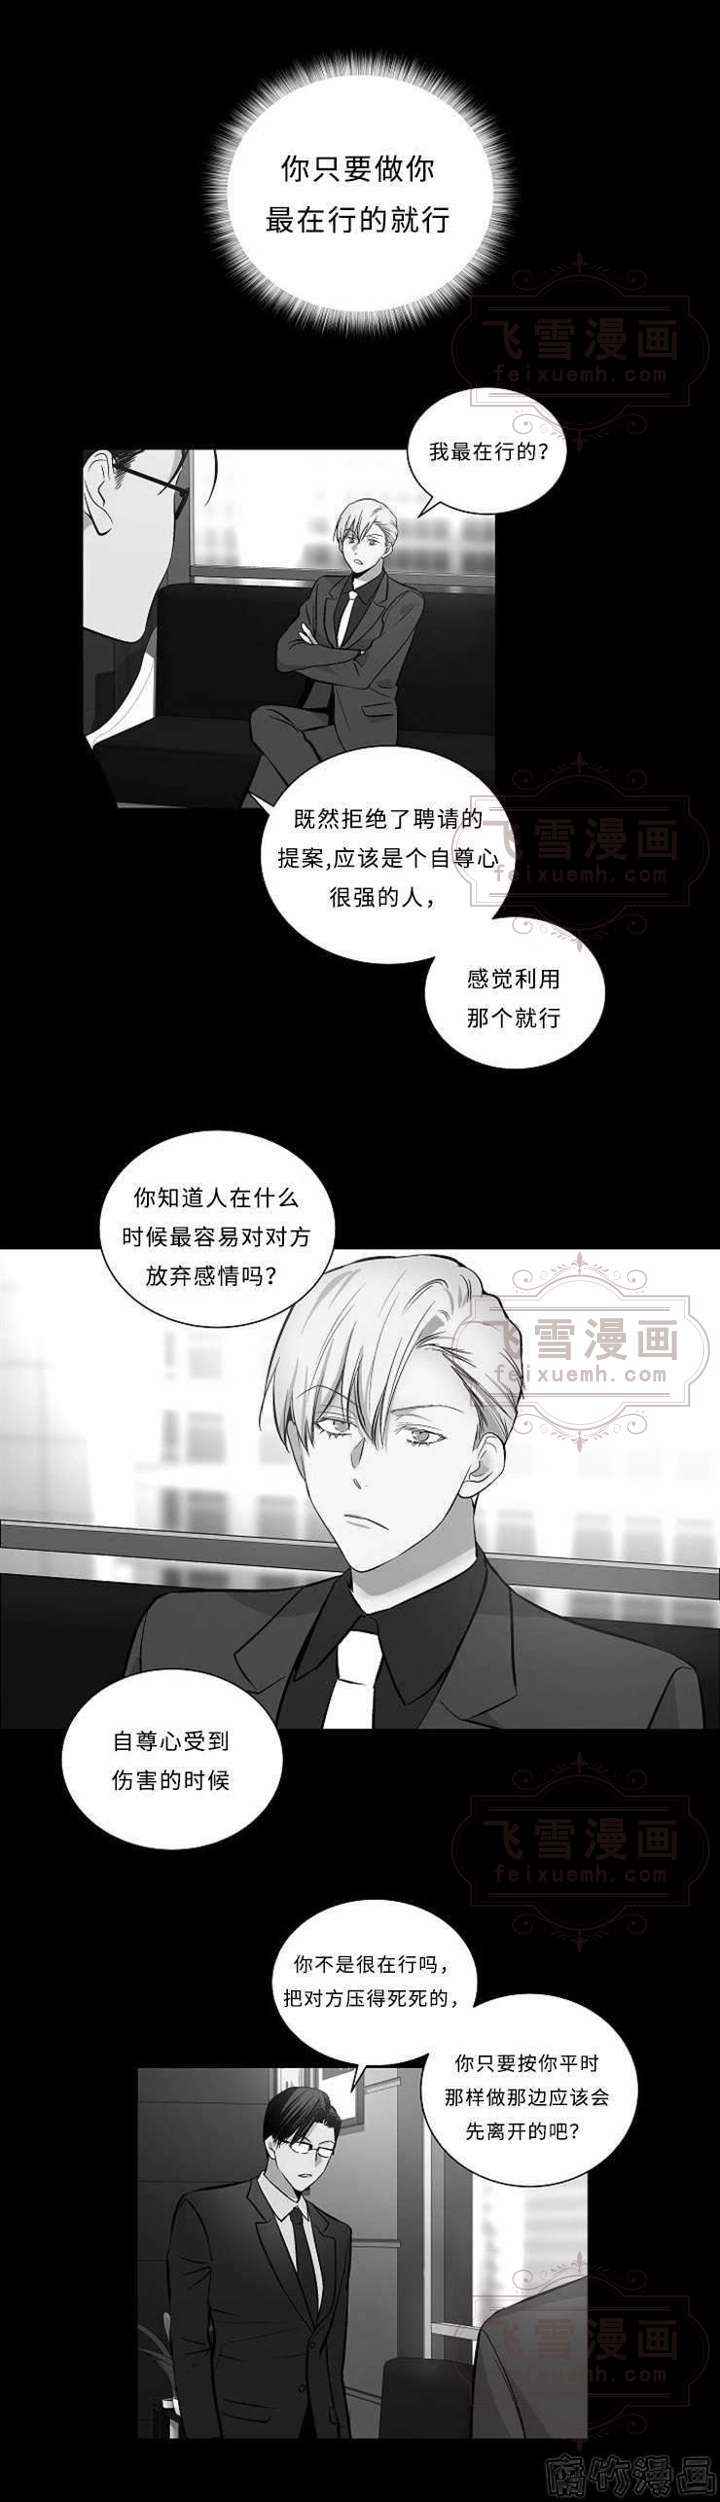 你只要做你
最在行的就行
飞雪漫画
feixuemh.com
我最在行的?
既然拒绝了聘请的
提案,应该是个自尊心
很强的人,
飞雪漫画
feixuemh.com
感觉利用
那个就行
你知道人在什么
时候最容易对对方
放弃感情吗?
飞雪漫画
feixuemh.com
自尊心受到
伤害的时候
飞雪漫画
feixuemh.com
你不是很在行吗,
把对方压得死死的,
你只要按你平时
那样做那边应该会
先离开的吧?
飞雪漫画
feixuemh.com
腐竹漫画